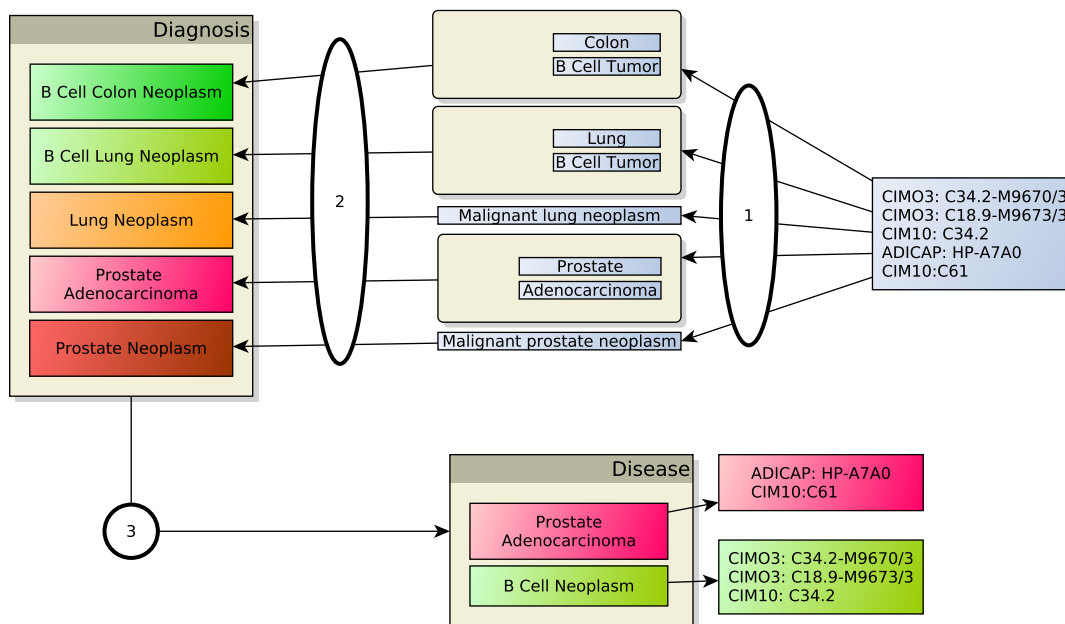 Diagnosis
B Cell Colon Neoplasm
B Cell Lung Neoplasm
Lung Neoplasm
Prostate
Adenocarcinoma
Prostate Neoplasm
2
Colon
B Cell Tumor
Lung
B Cell Tumor
Malignant lung neoplasm
Prostate
Adenocarcinoma
Malignant prostate neoplasm
1
CIMO3: C34.2-M9670/3
CIMO3: C18.9-M9673/3
CIM10: C34.2
ADICAP: HP-A7A0
CIM10:C61
3
Disease
Prostate
Adenocarcinoma
B Cell Neoplasm
ADICAP: HP-A7A0
CIM10:C61
CIMO3: C34.2-M9670/3
CIMO3: C18.9-M9673/3
CIM10: C34.2